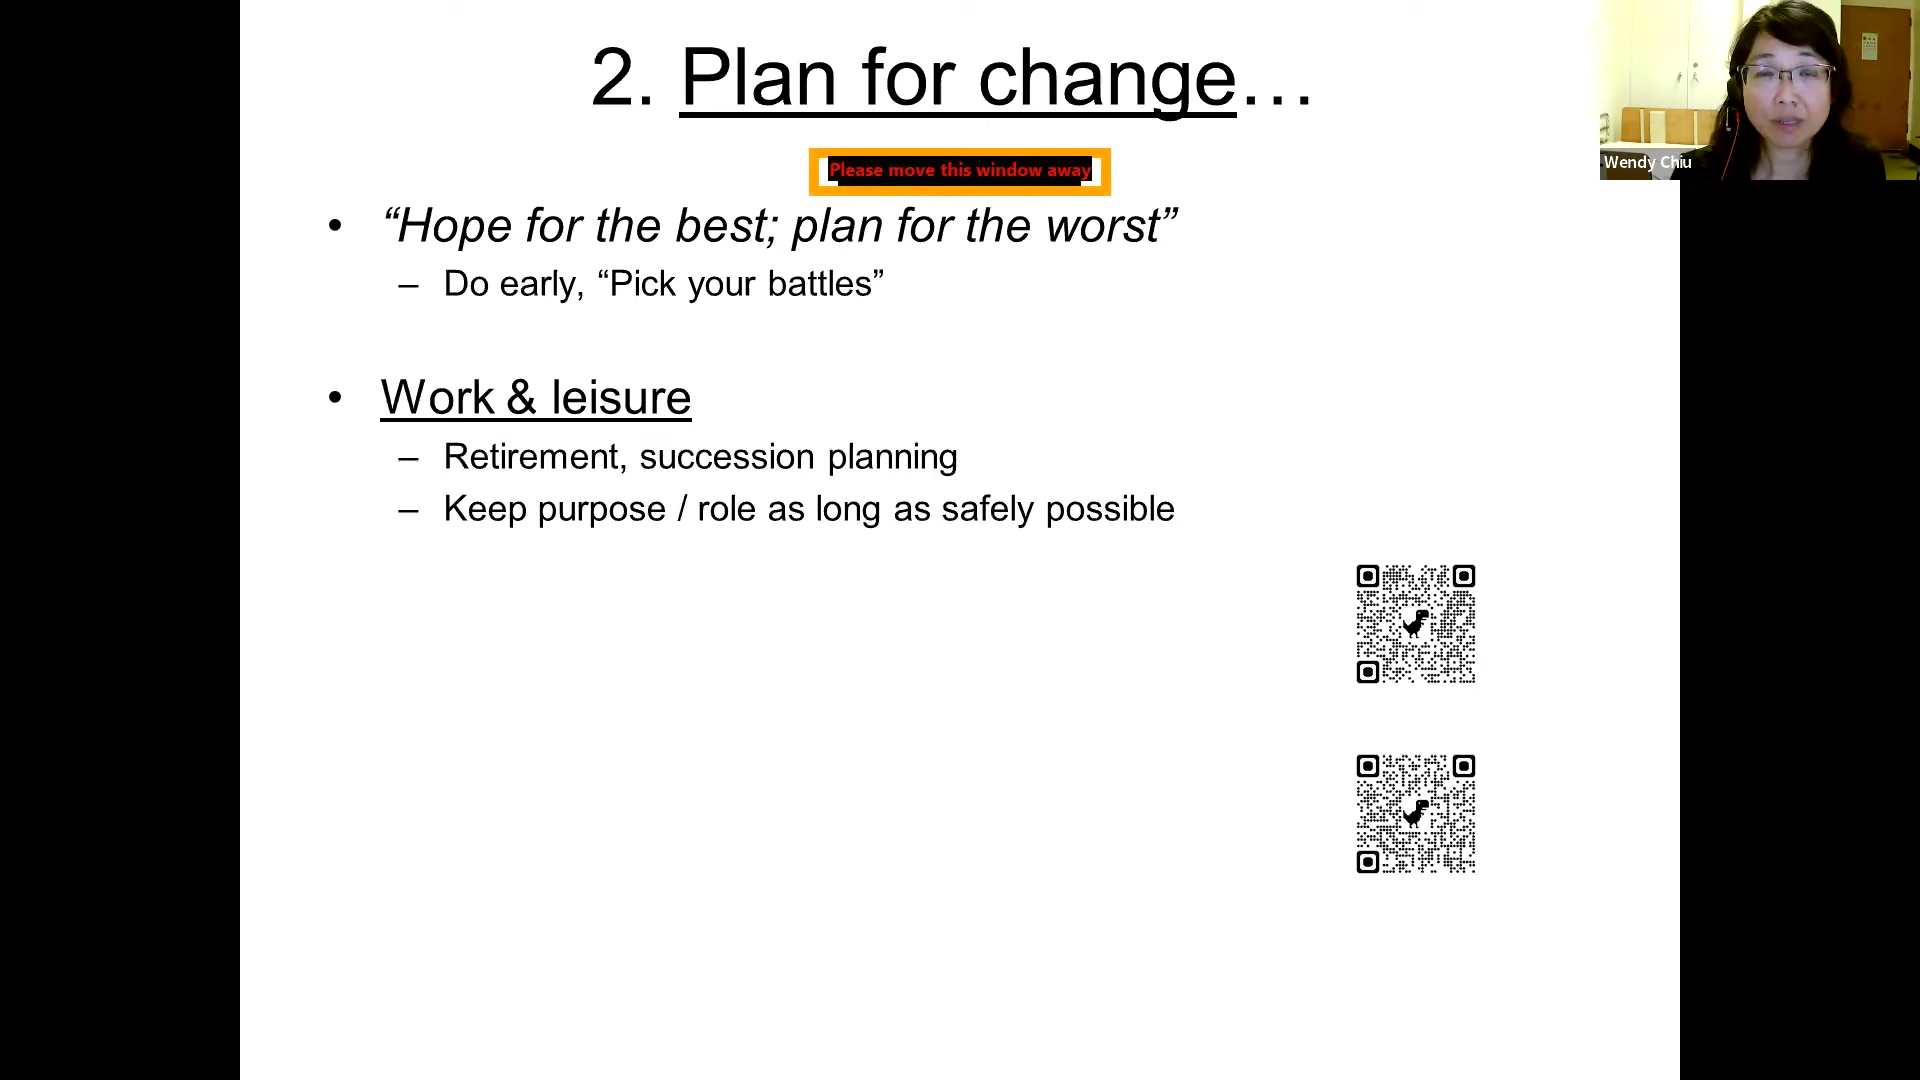 2. Plan for change…
Please move this window away
Wendy Chiu
• “Hope for the best; plan for the worst”
– Do early, “Pick your battles”
• Work & leisure
– Retirement, succession planning
– Keep purpose / role as long as safely possible